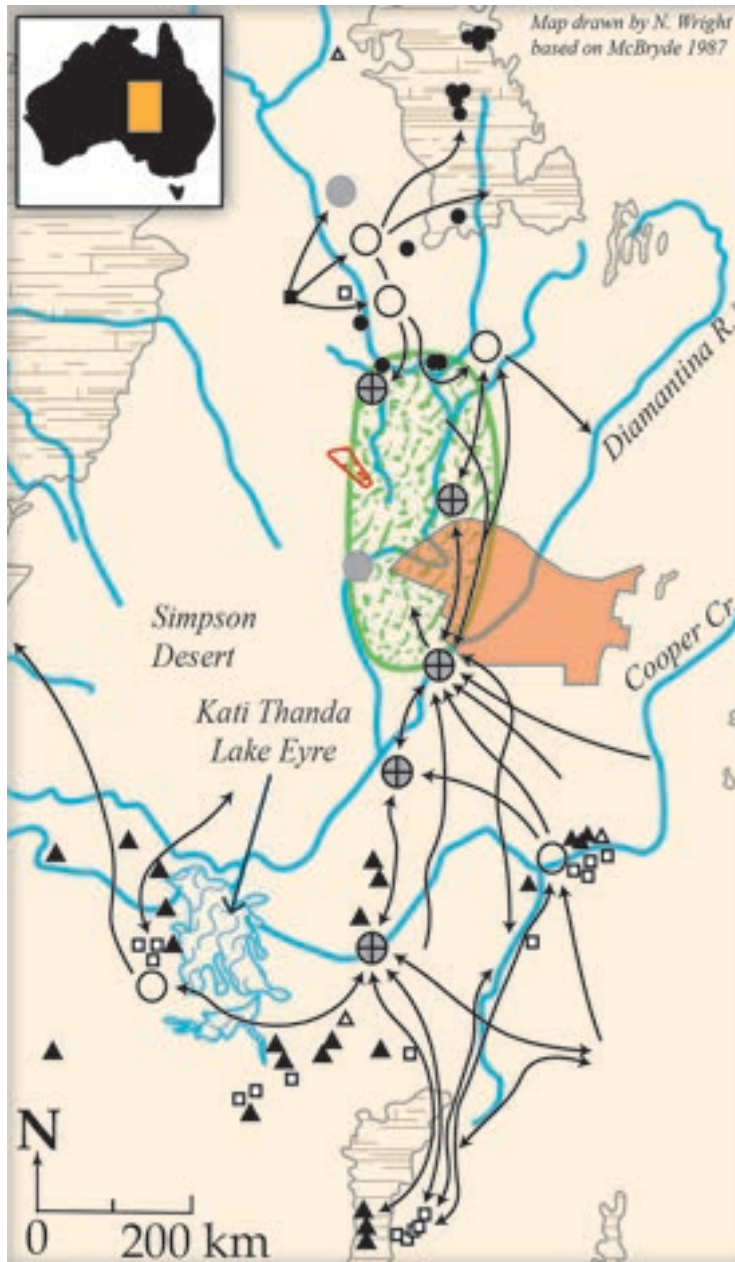 Map drawn by N. Wright
based on McBryde 1987
Diamantina R.
Cooper Cr.
Simpson
Desert
Kati Thanda
Lake Eyre
N
0
200 km